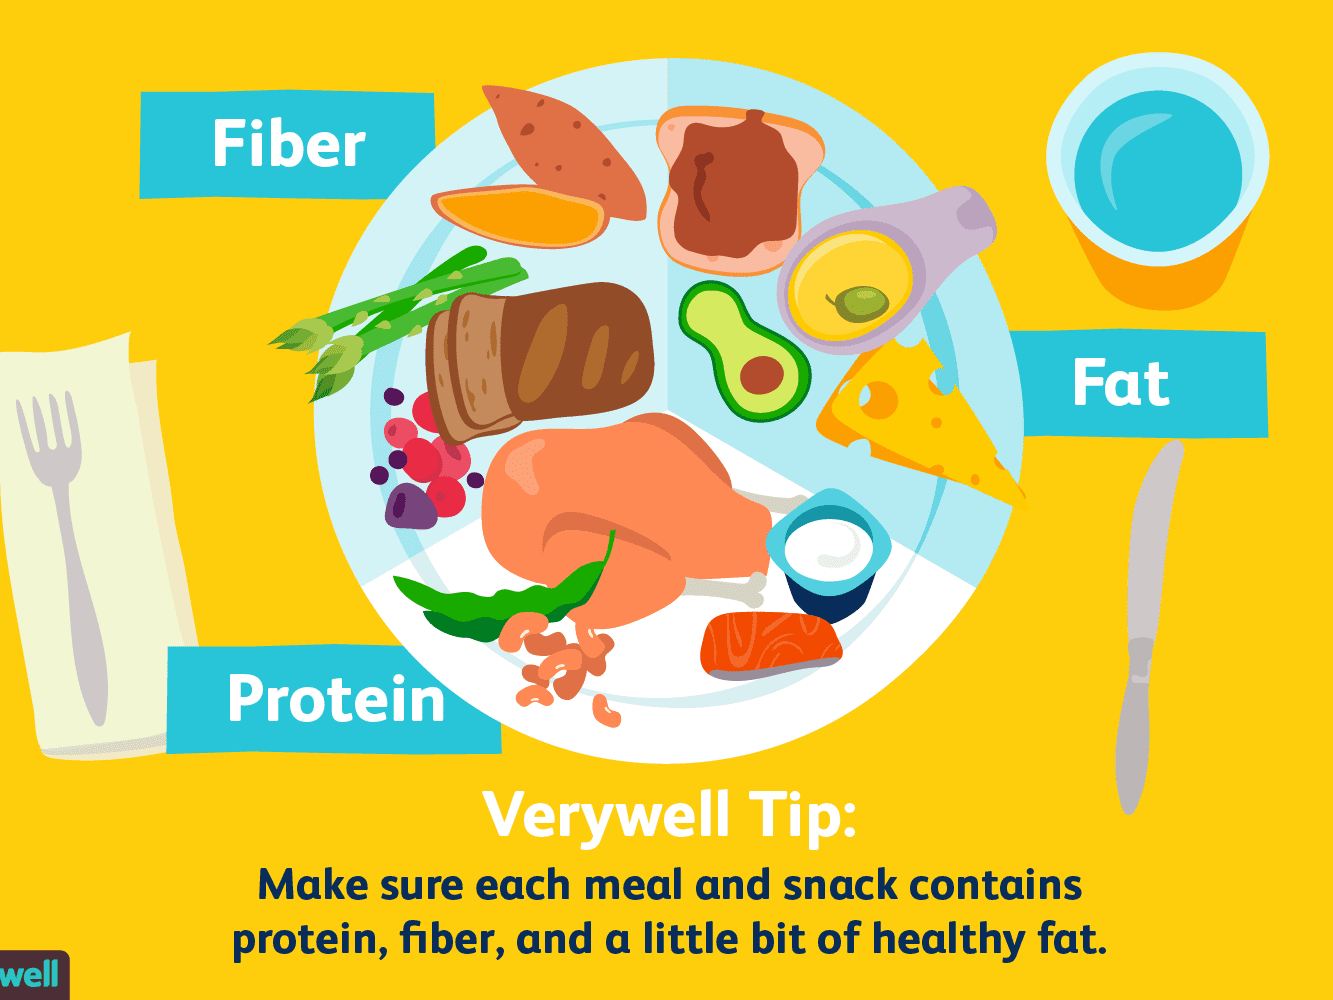 Fiber
Fat
Protein
Verywell Tip:
Make sure each meal and snack contains
protein, fiber, and a little bit of healthy fat.
well